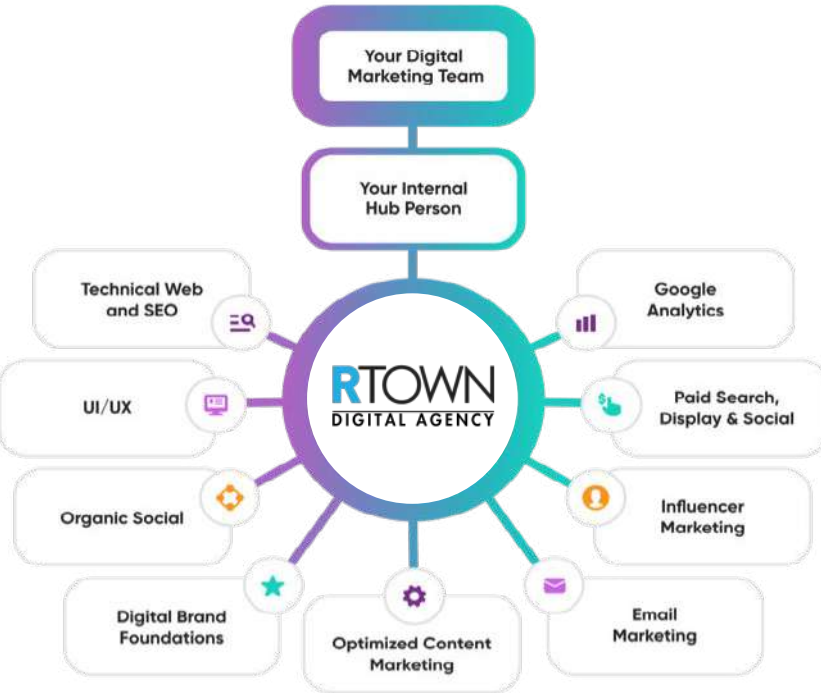 Your Digital
Marketing Team
Your Internal
Hub Person
Technical Web
and SEO
Google
Analytics
RTOWN
DIGITAL AGENCY
UI/UX
Paid Search,
Display & Social
Organic Social
Influencer
Marketing
Digital Brand
Foundations
Optimized Content
Marketing
Email
Marketing